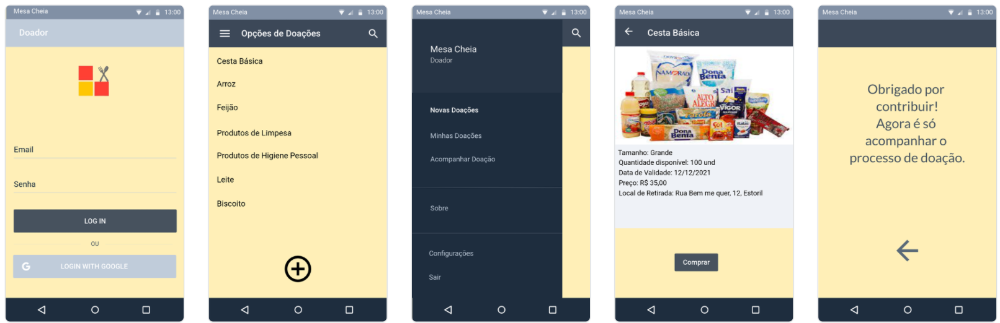 Mesa Cheia 13:00
Doador
Email
Senha
LOG IN
OU
G LOGIN WITH GOOGLE
Mesa Cheia 13:00
Opções de Doações
Cesta Básica
Arroz
Feijão
Produtos de Limpesa
Produtos de Higiene Pessoal
Leite
Biscoito
Mesa Cheia 13:00
Mesa Cheia
Doador
Novas Doações
Minhas Doações
Acompanhar Doação
Sobre
Configurações
Sair
Mesa Cheia 13:00
Cesta Básica
Dona
Benta
Sal
ALTO
ALEGRE
VIGOR
Dona
Benta
Sol
Italac
Tamanho: Grande
Quantidade disponível: 100 und
Data de Validade: 12/12/2021
Preço: R$ 35,00
Local de Retirada: Rua Bem me quer, 12, Estoril
Comprar
Mesa Cheia 13:00
Obrigado por
contribuir!
Agora é só
acompanhar o
processo de doação.